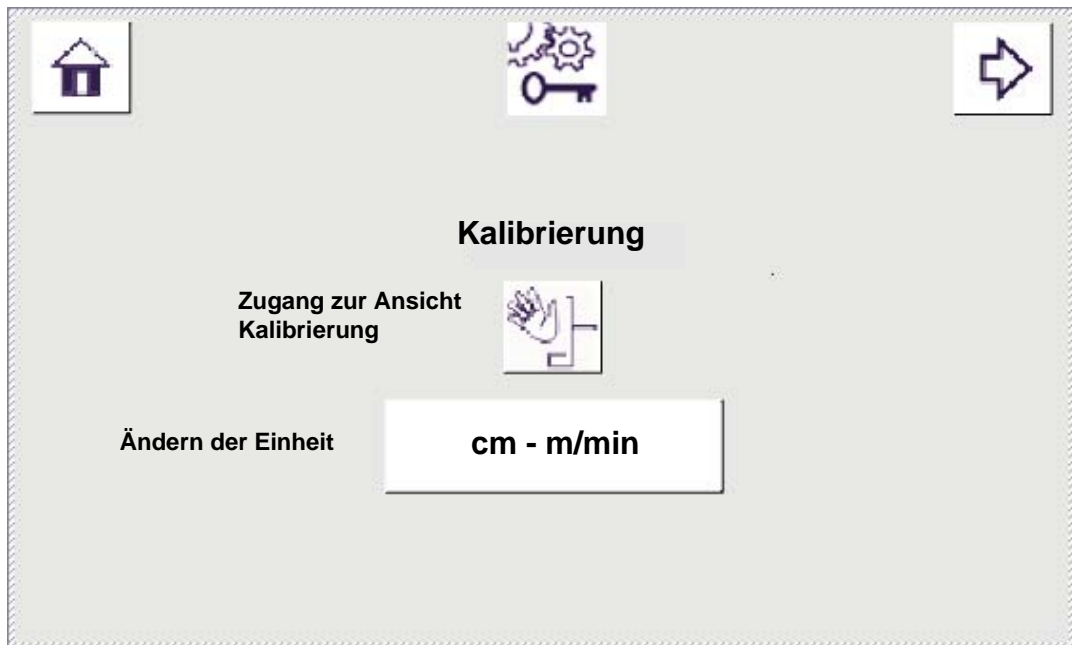 Kalibrierung
Zugang zur Ansicht
Kalibrierung
Ändern der Einheit
cm - m/min